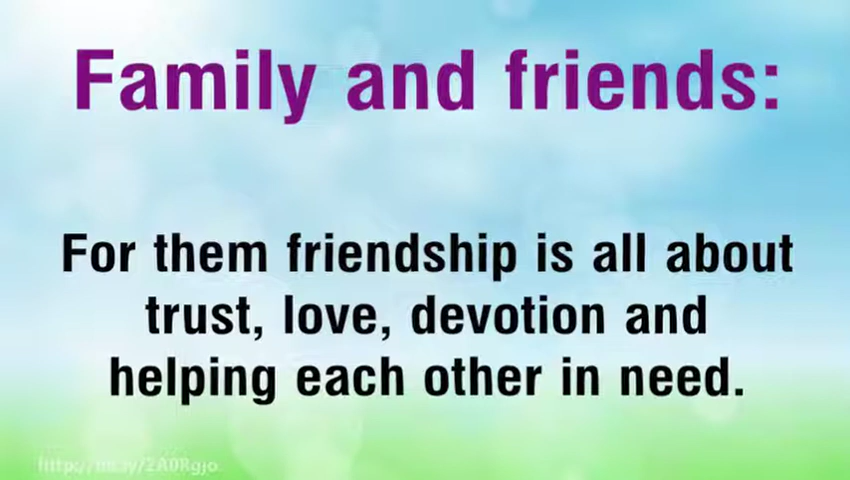 Family and friends:
For them friendship is all about
trust, love, devotion and
helping each other in need.